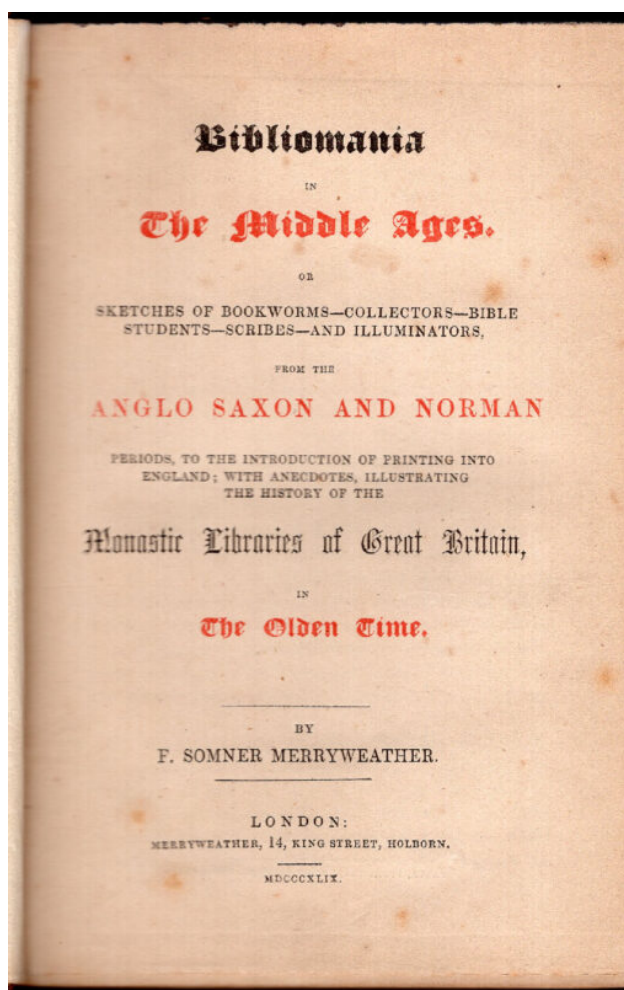 Bibliomania
IN
The Middle Ages.
OR
SKETCHES OF BOOKWORMS—COLLECTORS—BIBLE
STUDENTS—SCRIBES—AND ILLUMINATORS,
FROM THE
ANGLO SAXON AND NORMAN
PERIODS, TO THE INTRODUCTION OF PRINTING INTO
ENGLAND; WITH ANECDOTES, ILLUSTRATING
THE HISTORY OF THE
Monastic Libraries of Great Britain,
IN
The Olden Time.
BY
F. SOMNER MERRYWEATHER.
LONDON:
MERRYWEATHER, 14, KING STREET, HOLBORN.
MDCCCXLIX.